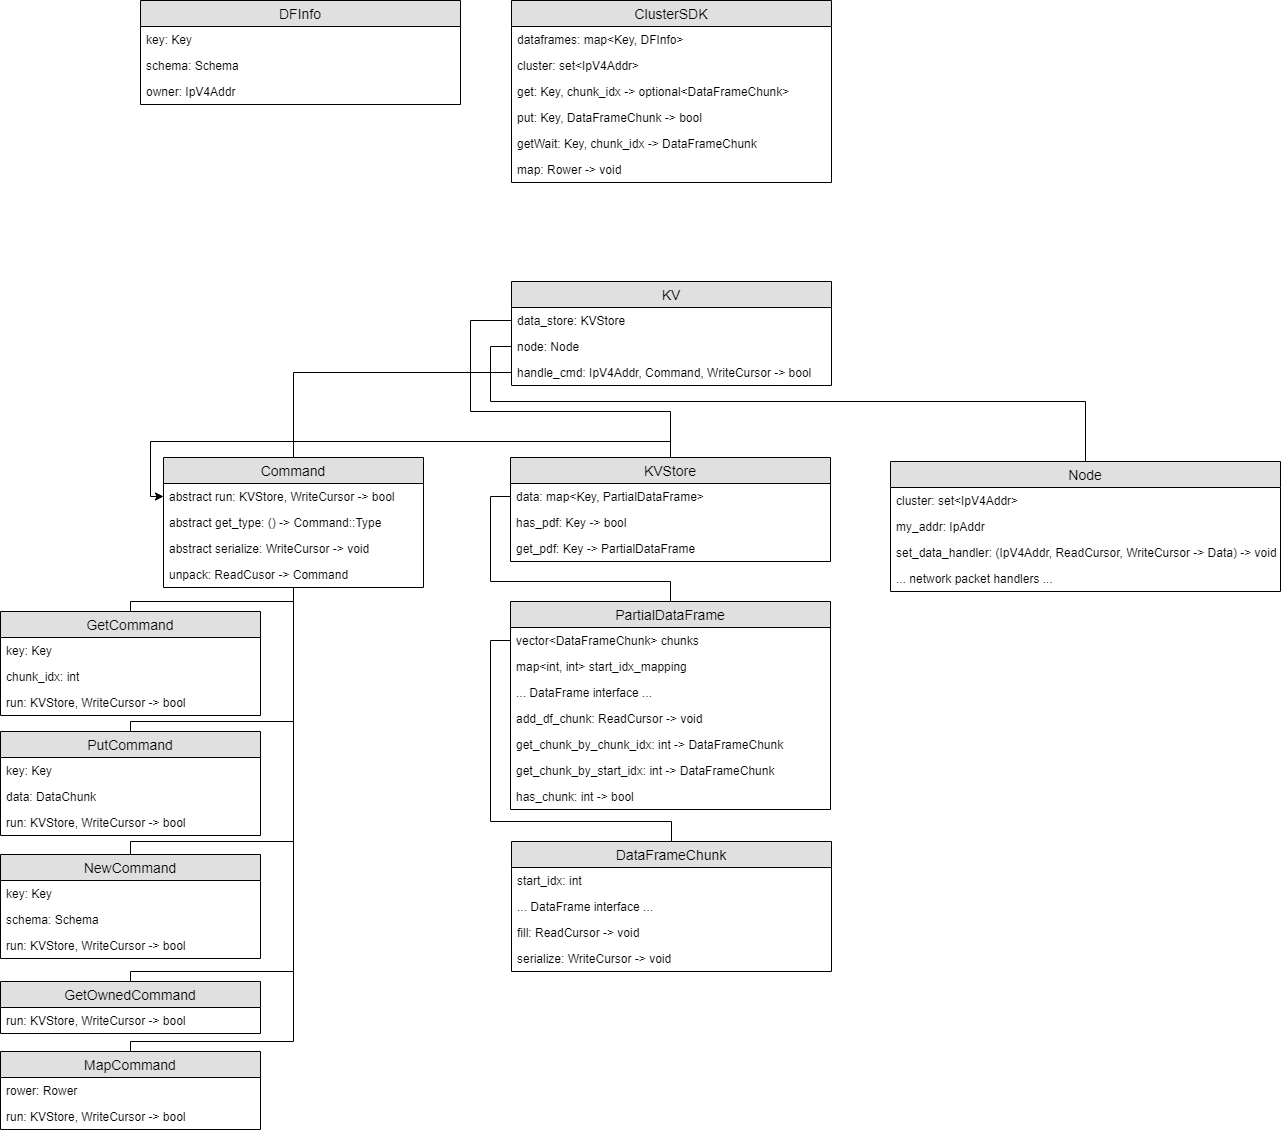 DFInfo
key: Key
schema: Schema
owner: IpV4Addr
ClusterSDK
dataframes: map<Key, DFInfo>
cluster: set<IpV4Addr>
get: Key, chunk_idx -> optional<DataFrameChunk>
put: Key, DataFrameChunk -> bool
getWait: Key, chunk_idx -> DataFrameChunk
map: Rower -> void
KV
data_store: KVStore
node: Node
handle_cmd: IpV4Addr, Command, WriteCursor -> bool
Command
abstract run: KVStore, WriteCursor -> bool
abstract get_type: () -> Command::Type
abstract serialize: WriteCursor -> void
unpack: ReadCusor -> Command
KVStore
data: map<Key, PartialDataFrame>
has_pdf: Key -> bool
get_pdf: Key -> PartialDataFrame
Node
cluster: set<IpV4Addr>
my_addr: IpAddr
set_data_handler: (IpV4Addr, ReadCursor, WriteCursor -> Data) -> void
... network packet handlers ...
GetCommand
key: Key
chunk_idx: int
run: KVStore, WriteCursor -> bool
PutCommand
key: Key
data: DataChunk
run: KVStore, WriteCursor -> bool
NewCommand
key: Key
schema: Schema
run: KVStore, WriteCursor -> bool
GetOwnedCommand
run: KVStore, WriteCursor -> bool
MapCommand
rower: Rower
run: KVStore, WriteCursor -> bool
PartialDataFrame
vector<DataFrameChunk> chunks
map<int, int> start_idx_mapping
... DataFrame interface ...
add_df_chunk: ReadCursor -> void
get_chunk_by_chunk_idx: int -> DataFrameChunk
get_chunk_by_start_idx: int -> DataFrameChunk
has_chunk: int -> bool
DataFrameChunk
start_idx: int
... DataFrame interface ...
fill: ReadCursor -> void
serialize: WriteCursor -> void